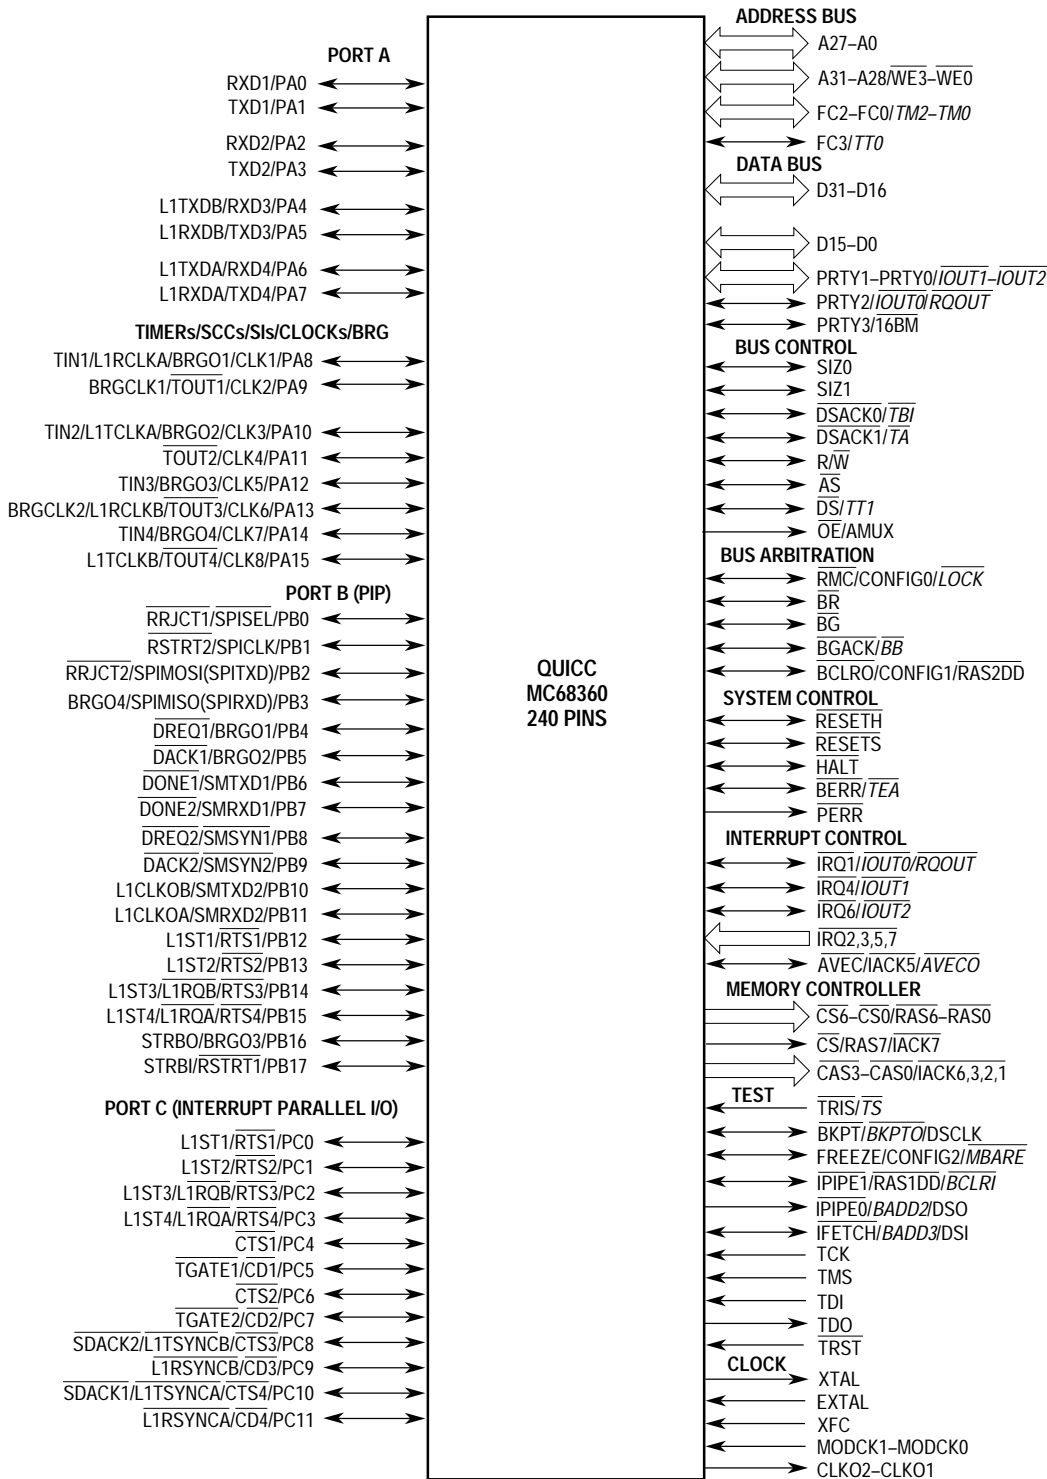 PORT A
RXD1/PA0
TXD1/PA1
RXD2/PA2
TXD2/PA3
L1TXDB/RXD3/PA4
L1RXDB/TXD3/PA5
L1TXDA/RXD4/PA6
L1RXDA/TXD4/PA7
TIMERs/SCCs/SIs/CLOCKs/BRG
TIN1/L1RCLKA/BRGO1/CLK1/PA8
BRGCLK1/TOUT1/CLK2/PA9
TIN2/L1TCLKA/BRGO2/CLK3/PA10
TOUT2/CLK4/PA11
TIN3/BRGO3/CLK5/PA12
BRGCLK2/L1RCLKB/TOUT3/CLK6/PA13
TIN4/BRGO4/CLK7/PA14
L1TCLKB/TOUT4/CLK8/PA15
PORT B (PIP)
RRJCT1/SPISEL/PB0
RSTRT2/SPICLK/PB1
RRJCT2/SPIMOSI(SPITXD)/PB2
BRGO4/SPIMISO(SPIRXD)/PB3
DREQ1/BRGO1/PB4
DACK1/BRGO2/PB5
DONE1/SMTXD1/PB6
DONE2/SMRXD1/PB7
DREQ2/SMSYN1/PB8
DACK2/SMSYN2/PB9
L1CLKOB/SMTXD2/PB10
L1CLKOA/SMRXD2/PB11
L1ST1/RTS1/PB12
L1ST2/RTS2/PB13
L1ST3/L1RQB/RTS3/PB14
L1ST4/L1RQA/RTS4/PB15
STRBO/BRGO3/PB16
STRBI/RSTRT1/PB17
PORT C (INTERRUPT PARALLEL I/O)
L1ST1/RTS1/PC0
L1ST2/RTS2/PC1
L1ST3/L1RQB/RTS3/PC2
L1ST4/L1RQA/RTS4/PC3
CTS1/PC4
TGATE1/CD1/PC5
CTS2/PC6
TGATE2/CD2/PC7
SDACK2/L1TSYNCB/CTS3/PC8
L1RSYNCB/CD3/PC9
SDACK1/L1TSYNCA/CTS4/PC10
L1RSYNCA/CD4/PC11
QUICC
MC68360
240 PINS
ADDRESS BUS
A27–A0
A31–A28/WE3–WE0
FC2–FC0/TM2–TM0
FC3/TT0
DATA BUS
D31–D16
D15–D0
PRTY1–PRTY0/IOUT1–IOUT2
PRTY2/IOUT0/RQOUT
PRTY3/16BM
BUS CONTROL
SIZ0
SIZ1
DSACK0/TBI
DSACK1/TA
R/W
AS
DS/TT1
OE/AMUX
BUS ARBITRATION
RMC/CONFIG0/LOCK
BR
BG
BGACK/BB
BCLRO/CONFIG1/RAS2DD
SYSTEM CONTROL
RESETH
RESETS
HALT
BERR/TEA
PERR
INTERRUPT CONTROL
IRQ1/IOUT0/RQOUT
IRQ4/IOUT1
IRQ6/IOUT2
IRQ2,3,5,7
AVEC/IACK5/AVECO
MEMORY CONTROLLER
CS6–CS0/RAS6–RAS0
CS/RAS7/IACK7
CAS3–CAS0/IACK6,3,2,1
TEST
TRIS/TS
BKPT/BKPTO/DSCLK
FREEZE/CONFIG2/MBARE
IPIPE1/RAS1DD/BCLRI
IPIPE0/BADD2/DSO
IFETCH/BADD3/DSI
TCK
TMS
TDI
TDO
TRST
CLOCK
XTAL
EXTAL
XFC
MODCK1–MODCK0
CLKO2–CLKO1